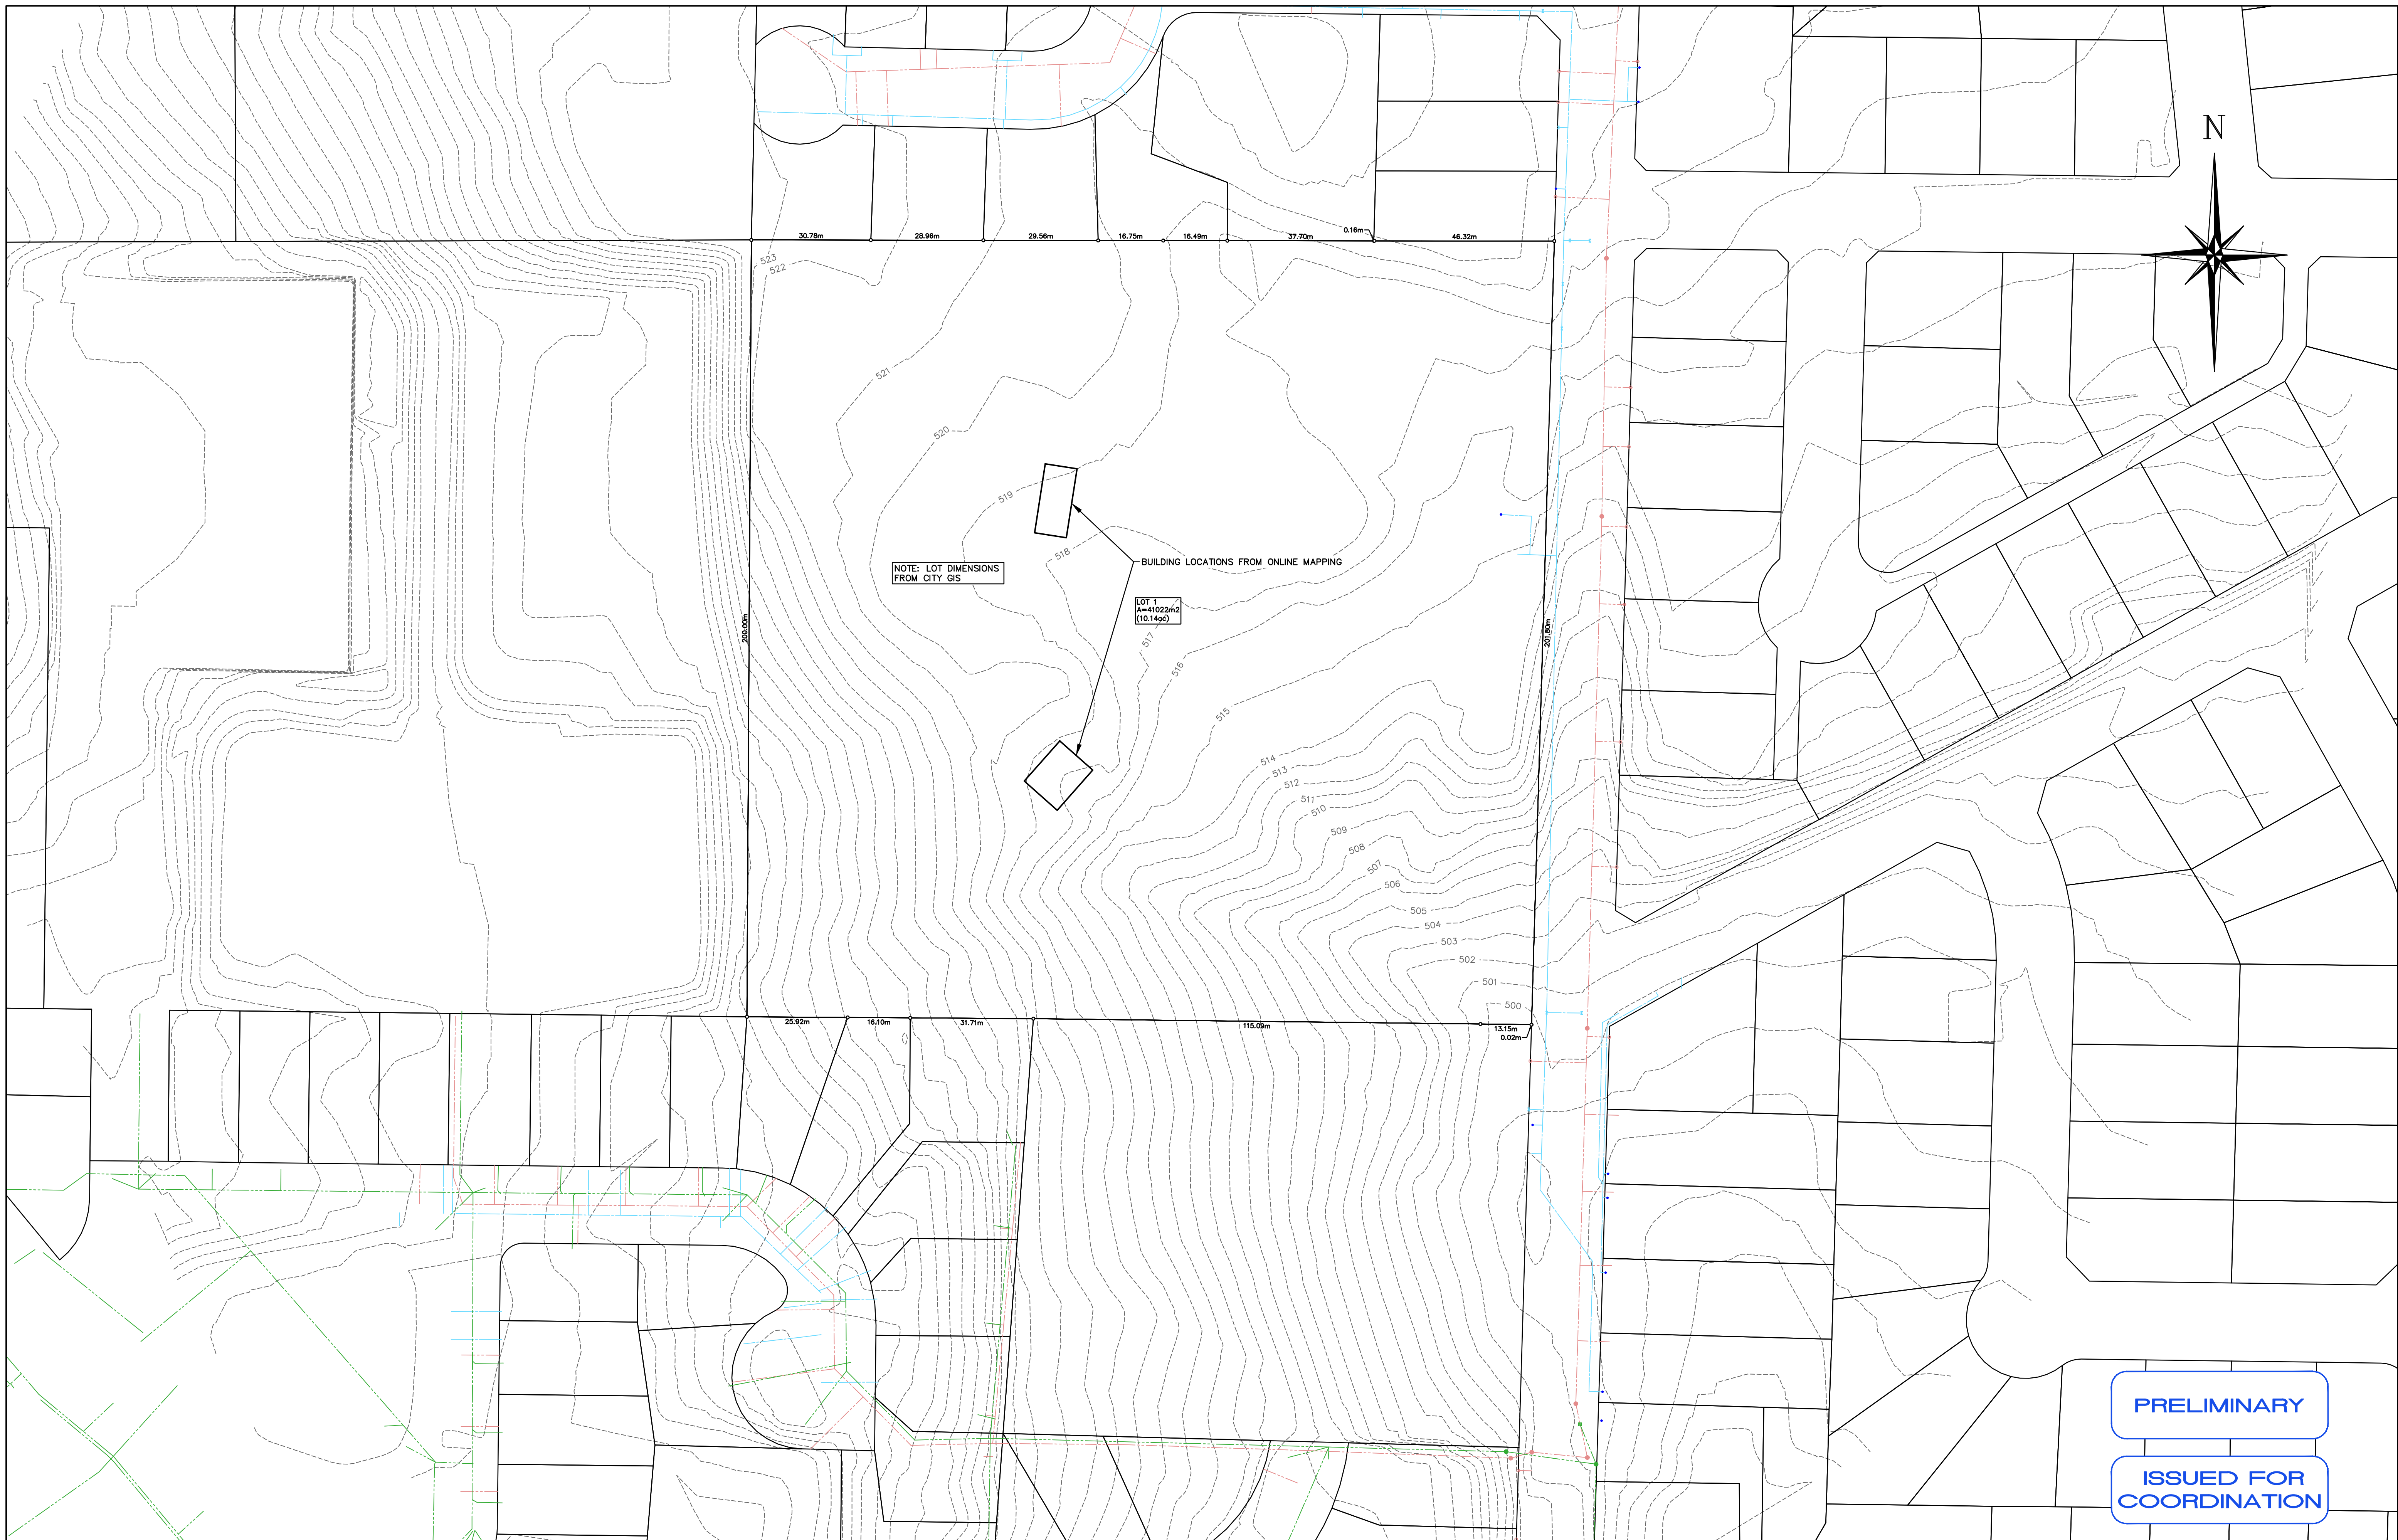 N
30.78m
28.96m
29.56m
16.75m
16.49m
37.70m
0.16m
46.32m
523
522
521
520
519
518
BUILDING LOCATIONS FROM ONLINE MAPPING
NOTE: LOT DIMENSIONS
FROM CITY GIS
LOT 1
A=41022m2
(10.14ac)
200.00m
201.80m
517
516
515
514
513
512
511
510
509
508
507
506
505
504
503
502
501
500
25.92m
16.10m
31.71m
115.09m
13.15m
0.02m
PRELIMINARY
ISSUED FOR
COORDINATION